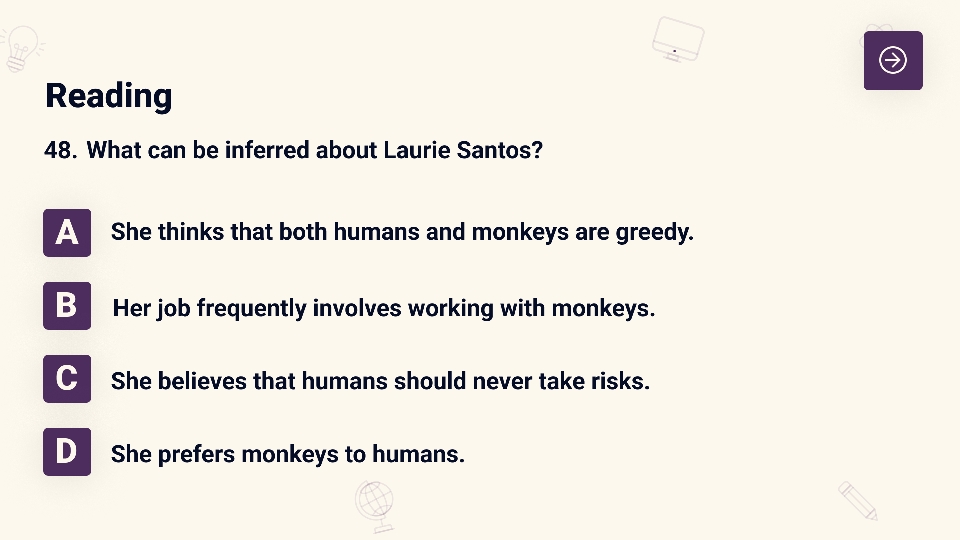 Reading
48. What can be inferred about Laurie Santos?
A She thinks that both humans and monkeys are greedy.
B Her job frequently involves working with monkeys.
C She believes that humans should never take risks.
D She prefers monkeys to humans.